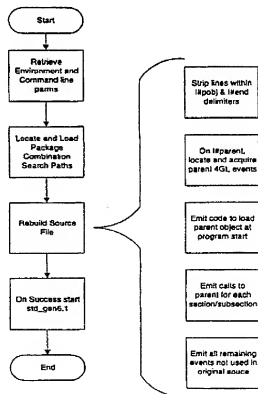 Start
Retrieve
Environment and
Command line
parms
Locate and Load
Package
Combination
Search Paths
Rebuild Source
File
On Success start
std_gen6.t
End
Strip lines within
!#pobj & !#end
delimiters
On !#parent,
locate and acquire
parent 4GL events
Emit code to load
parent object at
program start
Emit calls to
parent for each
section/subsection
Emit all remaining
events not used in
original souce